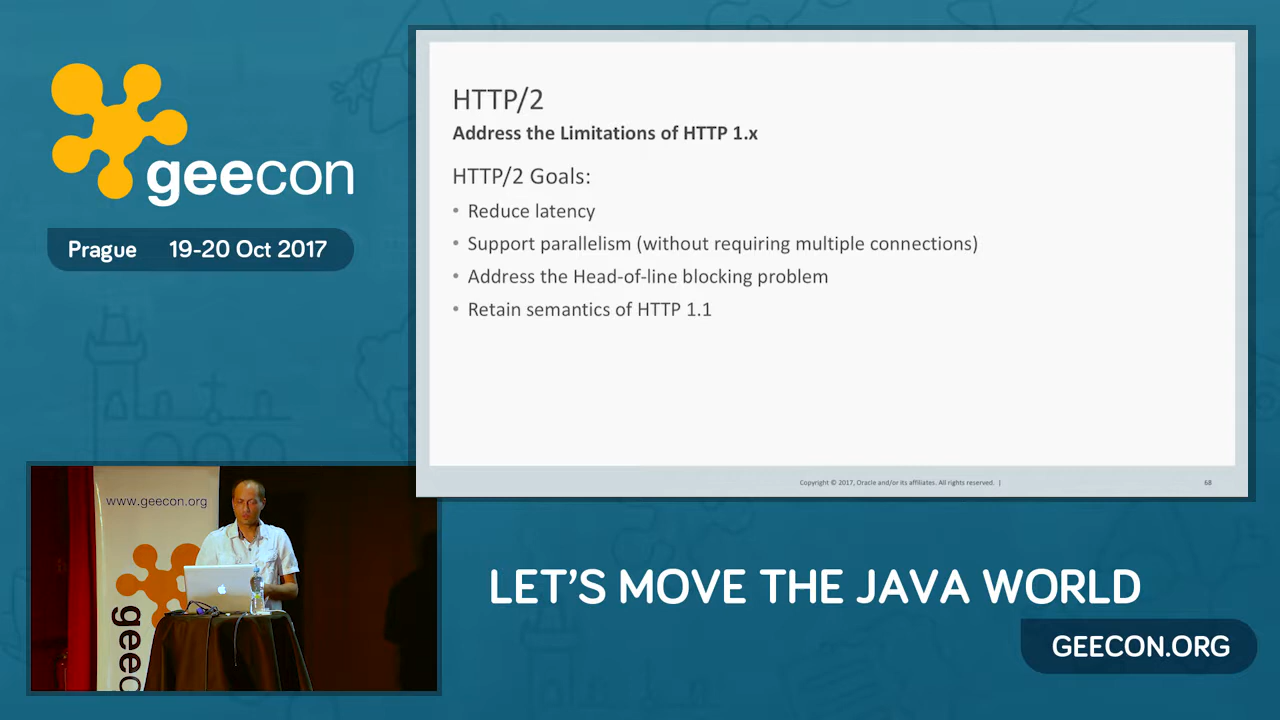 geecon
Prague 19-20 Oct 2017
HTTP/2
Address the Limitations of HTTP 1.x
HTTP/2 Goals:
• Reduce latency
• Support parallelism (without requiring multiple connections)
• Address the Head-of-line blocking problem
• Retain semantics of HTTP 1.1
Copyright © 2017, Oracle and/or its affiliates. All rights reserved. |
68
www.geecon.org
geec
LET'S MOVE THE JAVA WORLD
GEECON.ORG